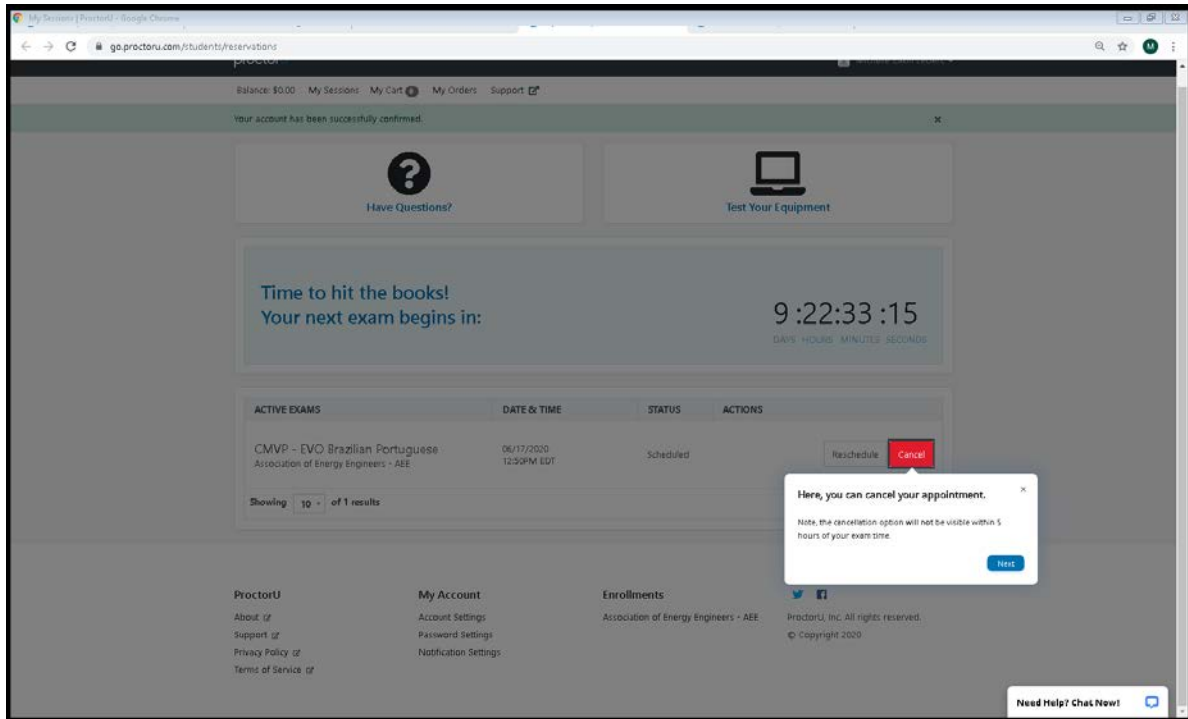 My Sessions | ProctorU - Google Chrome
go.proctoru.com/students/reservations
M
proctor
Balance: $0.00 My Sessions My Cart My Orders Support
Your account has been successfully confirmed. ×
Have Questions?
Test Your Equipment
Time to hit the books!
Your next exam begins in:
9 :22:33 :15
DAYS HOURS MINUTES SECONDS
ACTIVE EXAMS DATE & TIME STATUS ACTIONS
CMVP - EVO Brazilian Portuguese
Association of Energy Engineers - AEE
06/17/2020
12:50PM EDT
Scheduled
Reschedule Cancel
Showing 10 of 1 results
Here, you can cancel your appointment. ×
Note, the cancellation option will not be visible within 5
hours of your exam time.
Next
ProctorU
About
Support
Privacy Policy
Terms of Service
My Account
Account Settings
Password Settings
Notification Settings
Enrollments
Association of Energy Engineers - AEE
ProctorU, Inc. All rights reserved.
© Copyright 2020
Need Help? Chat Now!